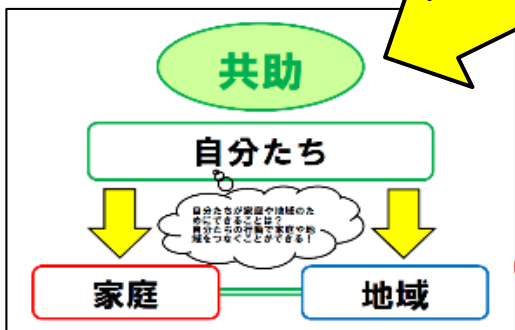 共助
自分たち
自分たちが家庭や地域のた
めにできることは？
自分たちの行動で家庭や地
域をつなぐことができる！
家庭
地域